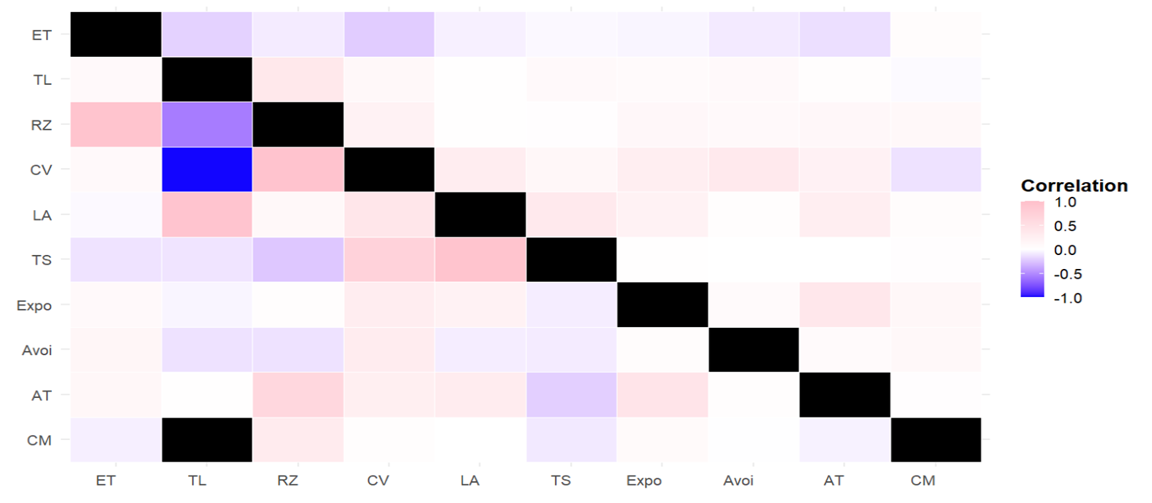 ET
TL
RZ
CV
LA
TS
Expo
Avoi
AT
CM
ET TL RZ CV LA TS Expo Avoi AT CM
Correlation
1.0
0.5
0.0
-0.5
-1.0